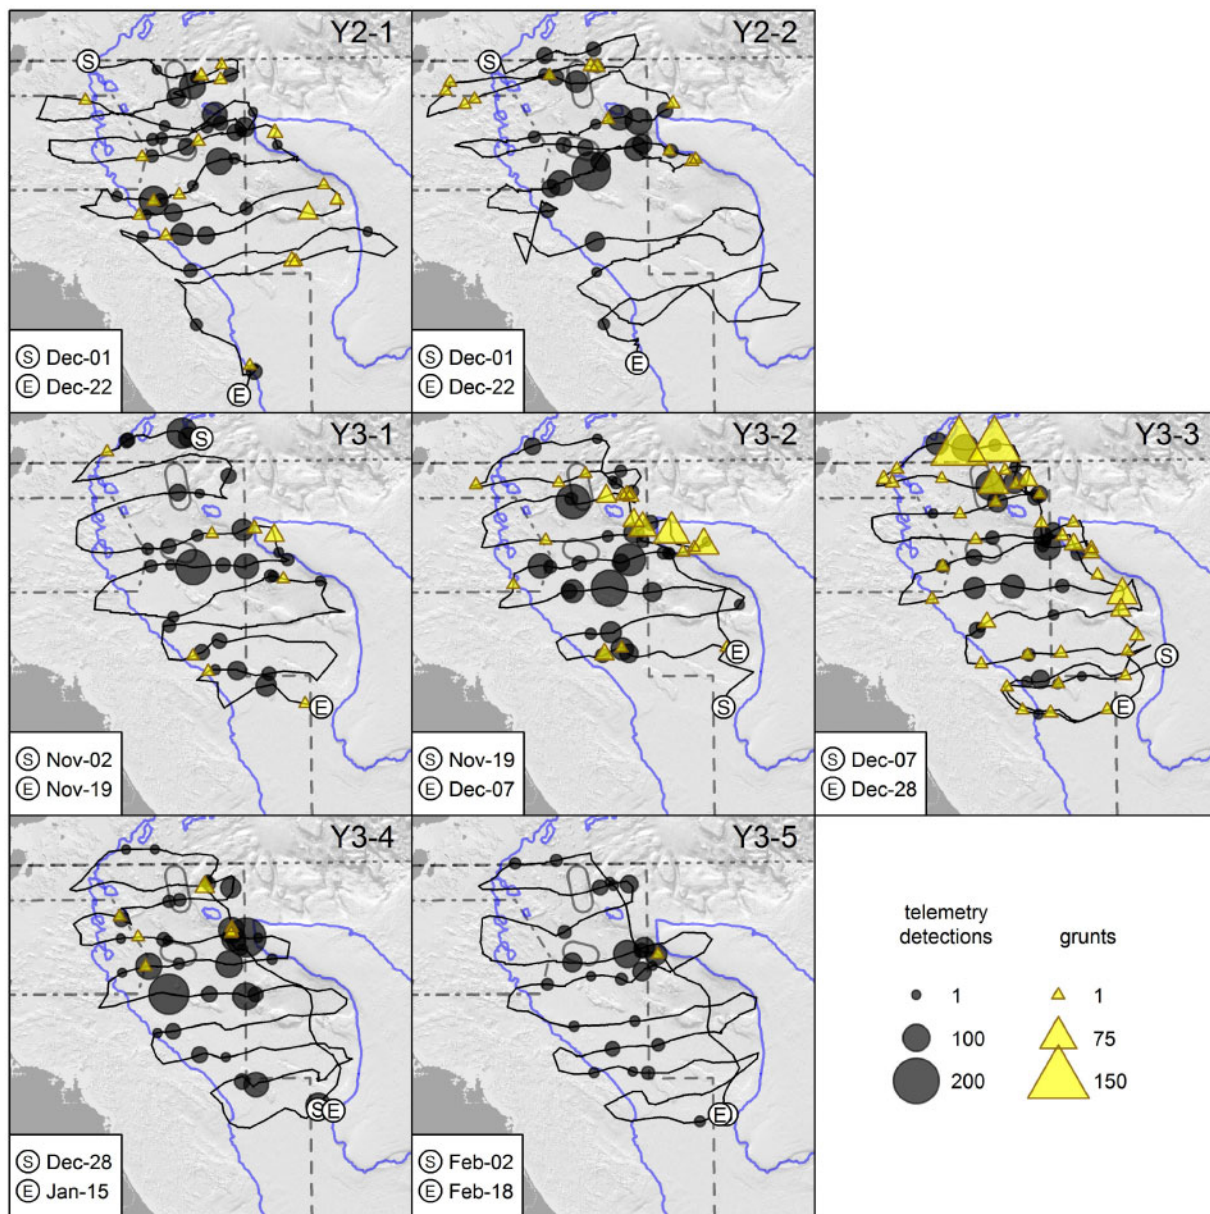 Y2-1
S
Ⓢ Dec-01
Ⓔ Dec-22
E
Y2-2
S
Ⓢ Dec-01
Ⓔ Dec-22
E
Y3-1
S
E
Ⓢ Nov-02
Ⓔ Nov-19
Y3-2
E
S
Ⓢ Nov-19
Ⓔ Dec-07
Y3-3
S
E
Ⓢ Dec-07
Ⓔ Dec-28
Y3-4
S E
Ⓢ Dec-28
Ⓔ Jan-15
Y3-5
E
Ⓢ Feb-02
Ⓔ Feb-18
telemetry
detections
grunts
1 1
100 75
200 150